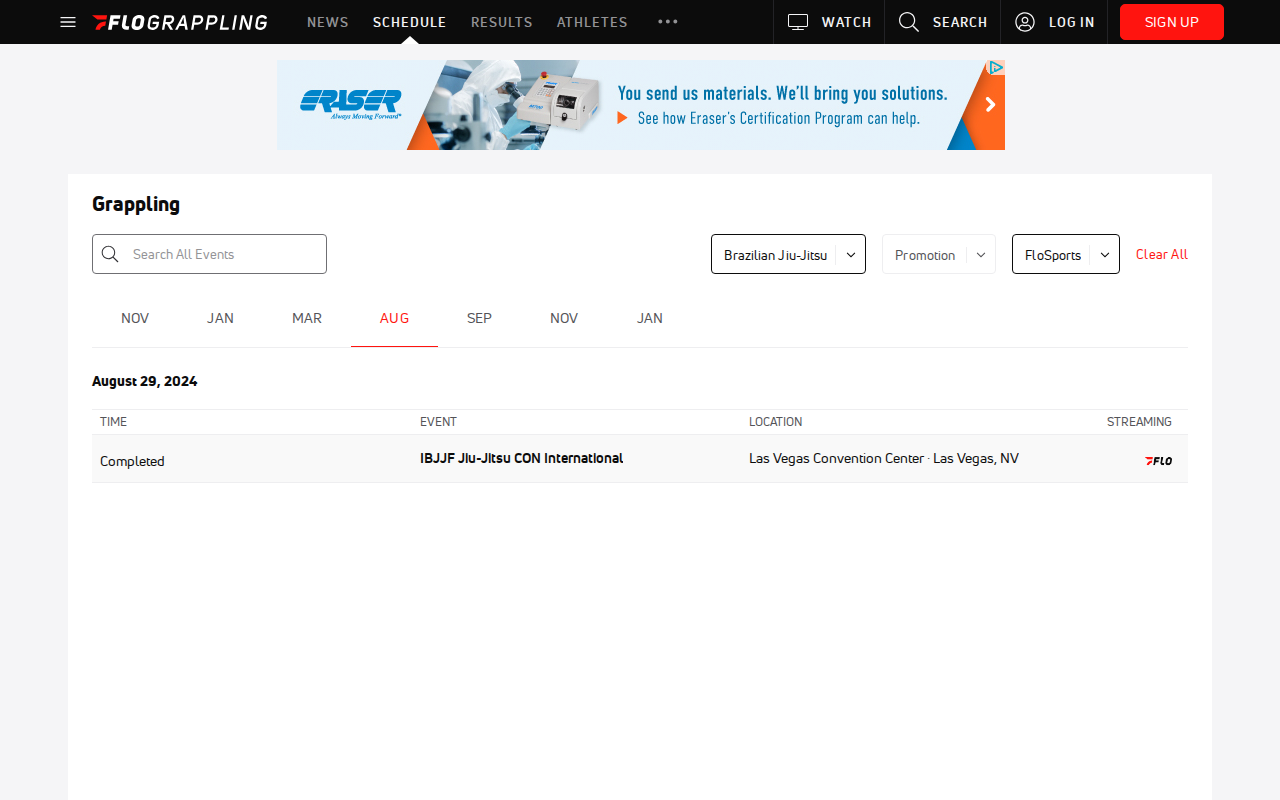 FLOGRAPPLING NEWS SCHEDULE RESULTS ATHLETES WATCH SEARCH LOG IN SIGN UP
ERASER
Always Moving Forward®
You send us materials. We'll bring you solutions.
See how Eraser's Certification Program can help.
Grappling
Search All Events Brazilian Jiu-Jitsu Promotion FloSports Clear All
NOV JAN MAR AUG SEP NOV JAN
August 29, 2024
TIME EVENT LOCATION STREAMING
Completed IBJJF Jiu-Jitsu CON International Las Vegas Convention Center · Las Vegas, NV FLO